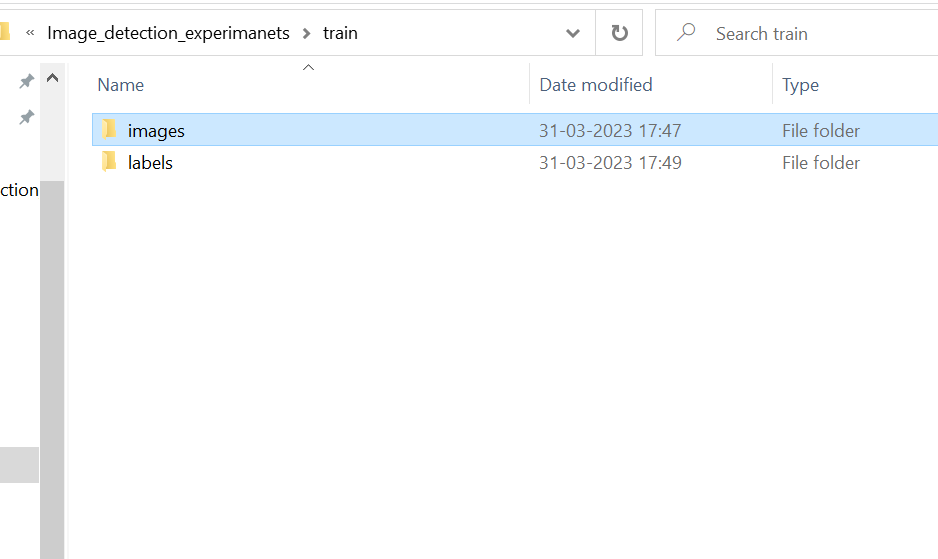 « Image_detection_experimanets > train
Search train
Name Date modified Type
images 31-03-2023 17:47 File folder
labels 31-03-2023 17:49 File folder
ction